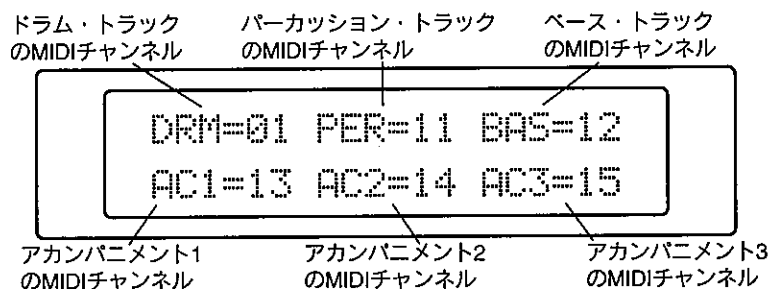 ドラム・トラック
のMIDIチャンネル
パーカッション・トラック
のMIDIチャンネル
ベース・トラック
のMIDIチャンネル
DRM=01 PER=11 BAS=12
AC1=13 AC2=14 AC3=15
アカンパニメント1
のMIDIチャンネル
アカンパニメント2
のMIDIチャンネル
アカンパニメント3
のMIDIチャンネル